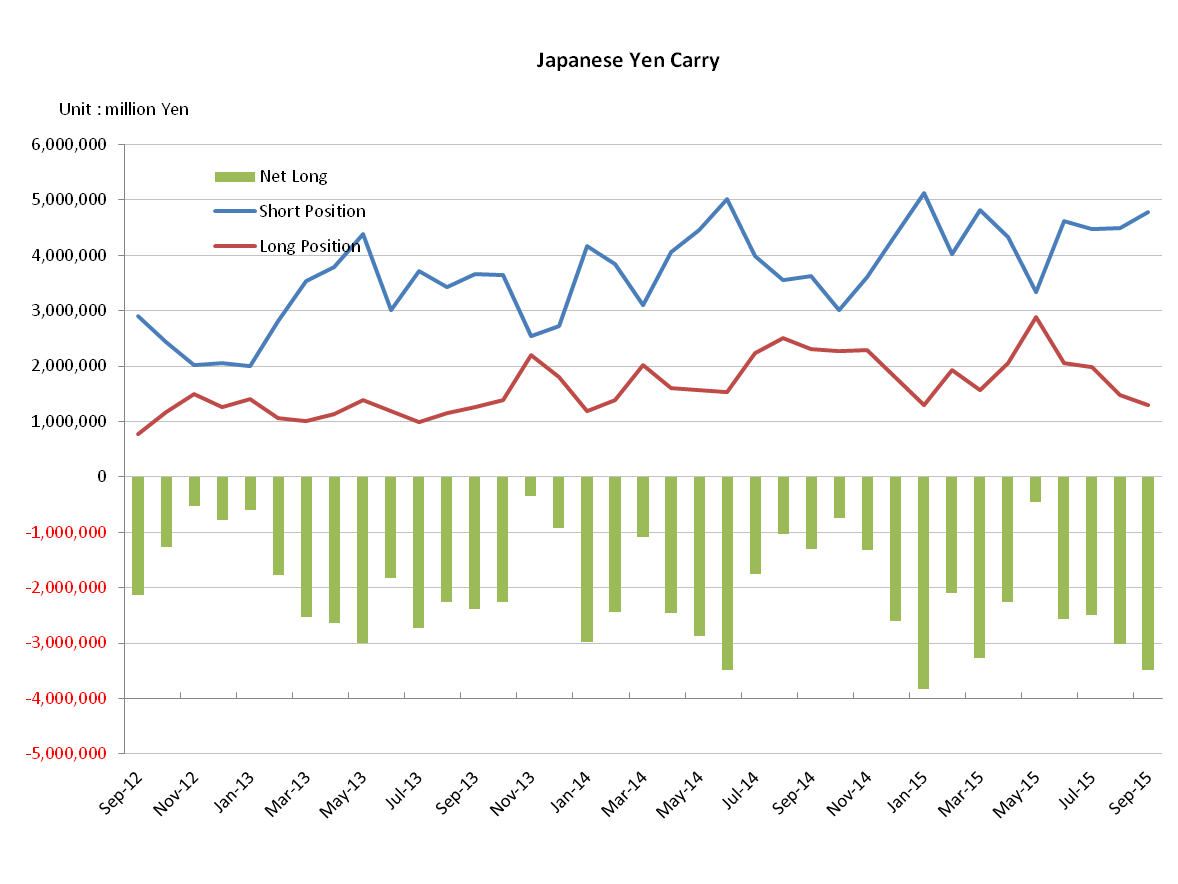 Japanese Yen Carry
Unit : million Yen
6,000,000
5,000,000
4,000,000
3,000,000
2,000,000
1,000,000
0
-1,000,000
-2,000,000
-3,000,000
-4,000,000
-5,000,000
Net Long
Short Position
Long Position
Sep-12
Nov-12
Jan-13
Mar-13
May-13
Jul-13
Sep-13
Nov-13
Jan-14
Mar-14
May-14
Jul-14
Sep-14
Nov-14
Jan-15
Mar-15
May-15
Jul-15
Sep-15